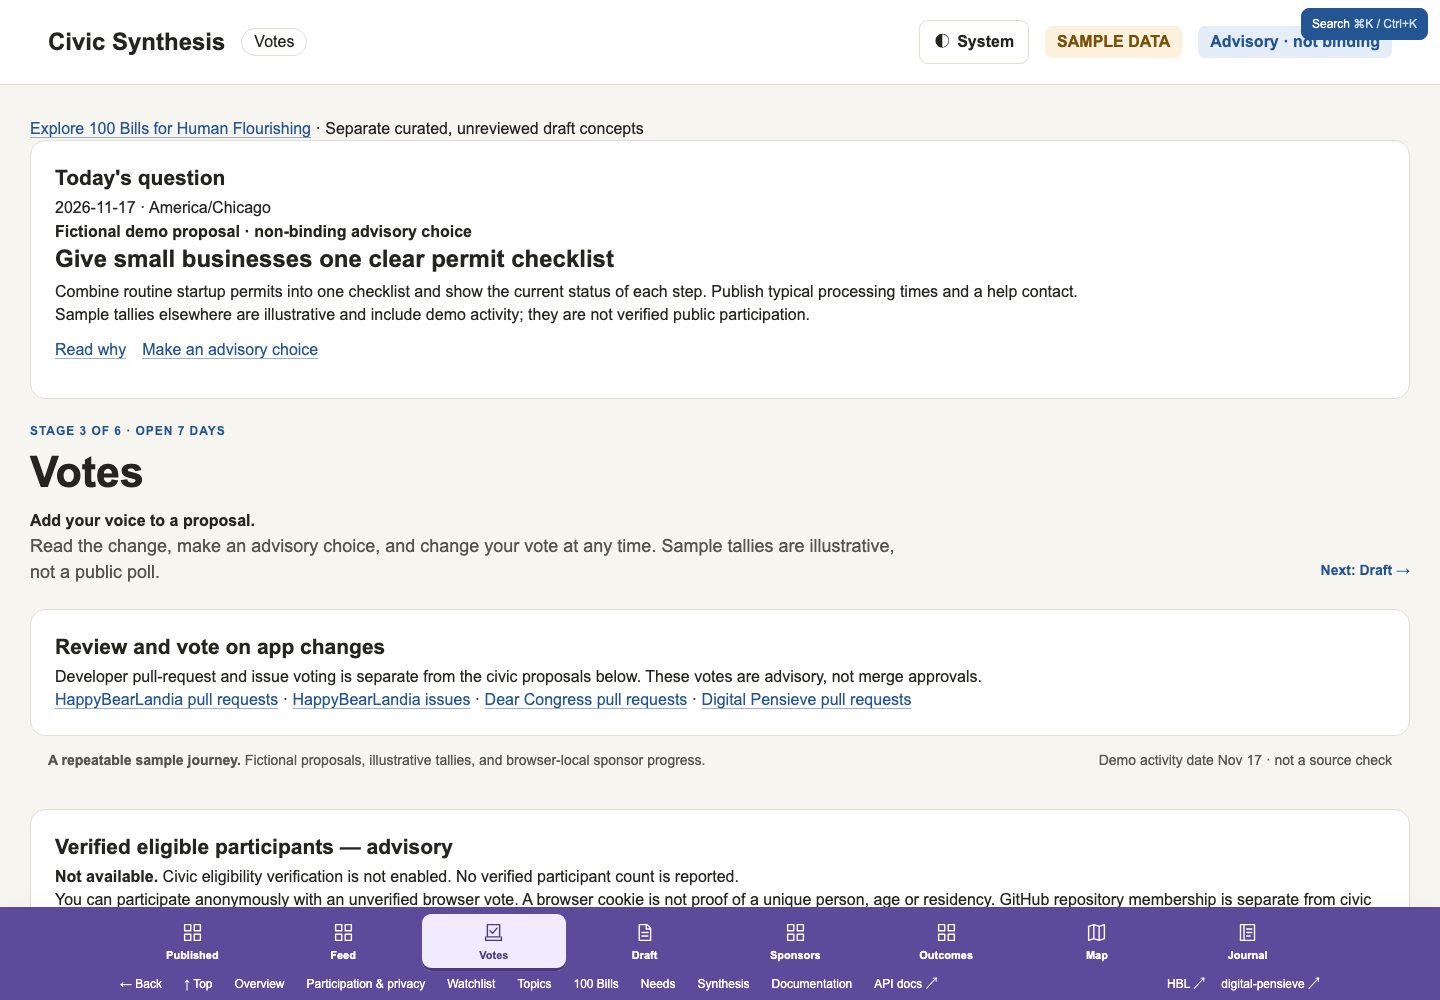 Civic Synthesis Votes System SAMPLE DATA Advisory · not binding
Search ⌘K / Ctrl+K
Explore 100 Bills for Human Flourishing · Separate curated, unreviewed draft concepts
Today's question
2026-11-17 · America/Chicago
Fictional demo proposal · non-binding advisory choice
Give small businesses one clear permit checklist
Combine routine startup permits into one checklist and show the current status of each step. Publish typical processing times and a help contact.
Sample tallies elsewhere are illustrative and include demo activity; they are not verified public participation.
Read why Make an advisory choice
STAGE 3 OF 6 · OPEN 7 DAYS
Votes
Add your voice to a proposal.
Read the change, make an advisory choice, and change your vote at any time. Sample tallies are illustrative,
not a public poll.
Next: Draft →
Review and vote on app changes
Developer pull-request and issue voting is separate from the civic proposals below. These votes are advisory, not merge approvals.
HappyBearLandia pull requests · HappyBearLandia issues · Dear Congress pull requests · Digital Pensieve pull requests
A repeatable sample journey. Fictional proposals, illustrative tallies, and browser-local sponsor progress. Demo activity date Nov 17 · not a source check
Verified eligible participants — advisory
Not available. Civic eligibility verification is not enabled. No verified participant count is reported.
You can participate anonymously with an unverified browser vote. A browser cookie is not proof of a unique person, age or residency. GitHub repository membership is separate from civic
Published Feed Votes Draft Sponsors Outcomes Map Journal
← Back ↑ Top Overview Participation & privacy Watchlist Topics 100 Bills Needs Synthesis Documentation API docs ↗ HBL ↗ digital-pensieve ↗